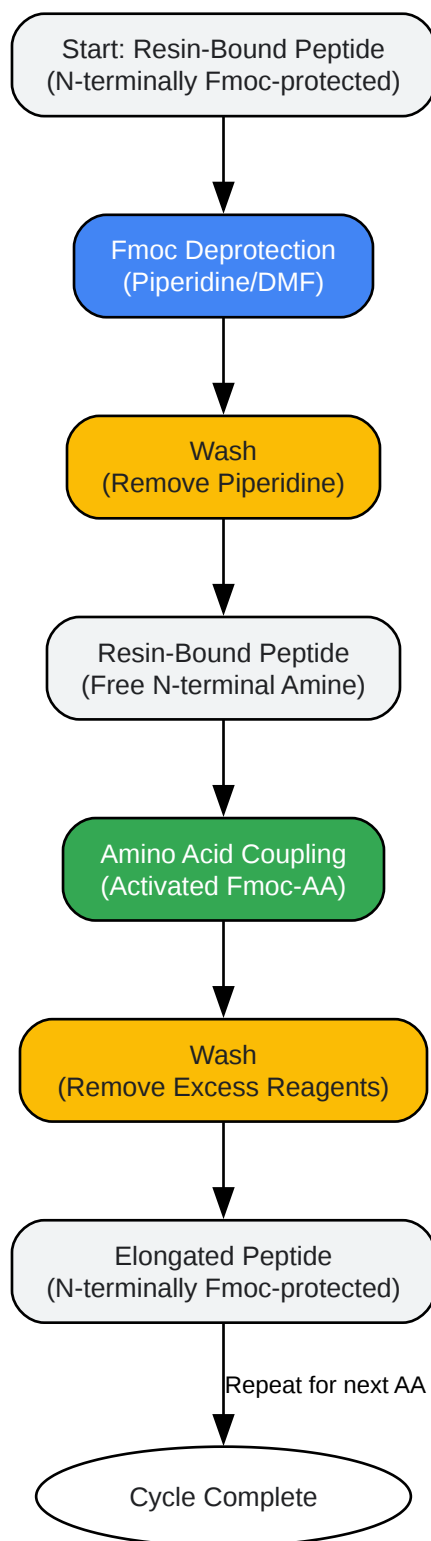 Start: Resin-Bound Peptide
(N-terminally Fmoc-protected)
Fmoc Deprotection
(Piperidine/DMF)
Wash
(Remove Piperidine)
Resin-Bound Peptide
(Free N-terminal Amine)
Amino Acid Coupling
(Activated Fmoc-AA)
Wash
(Remove Excess Reagents)
Elongated Peptide
(N-terminally Fmoc-protected)
Repeat for next AA
Cycle Complete